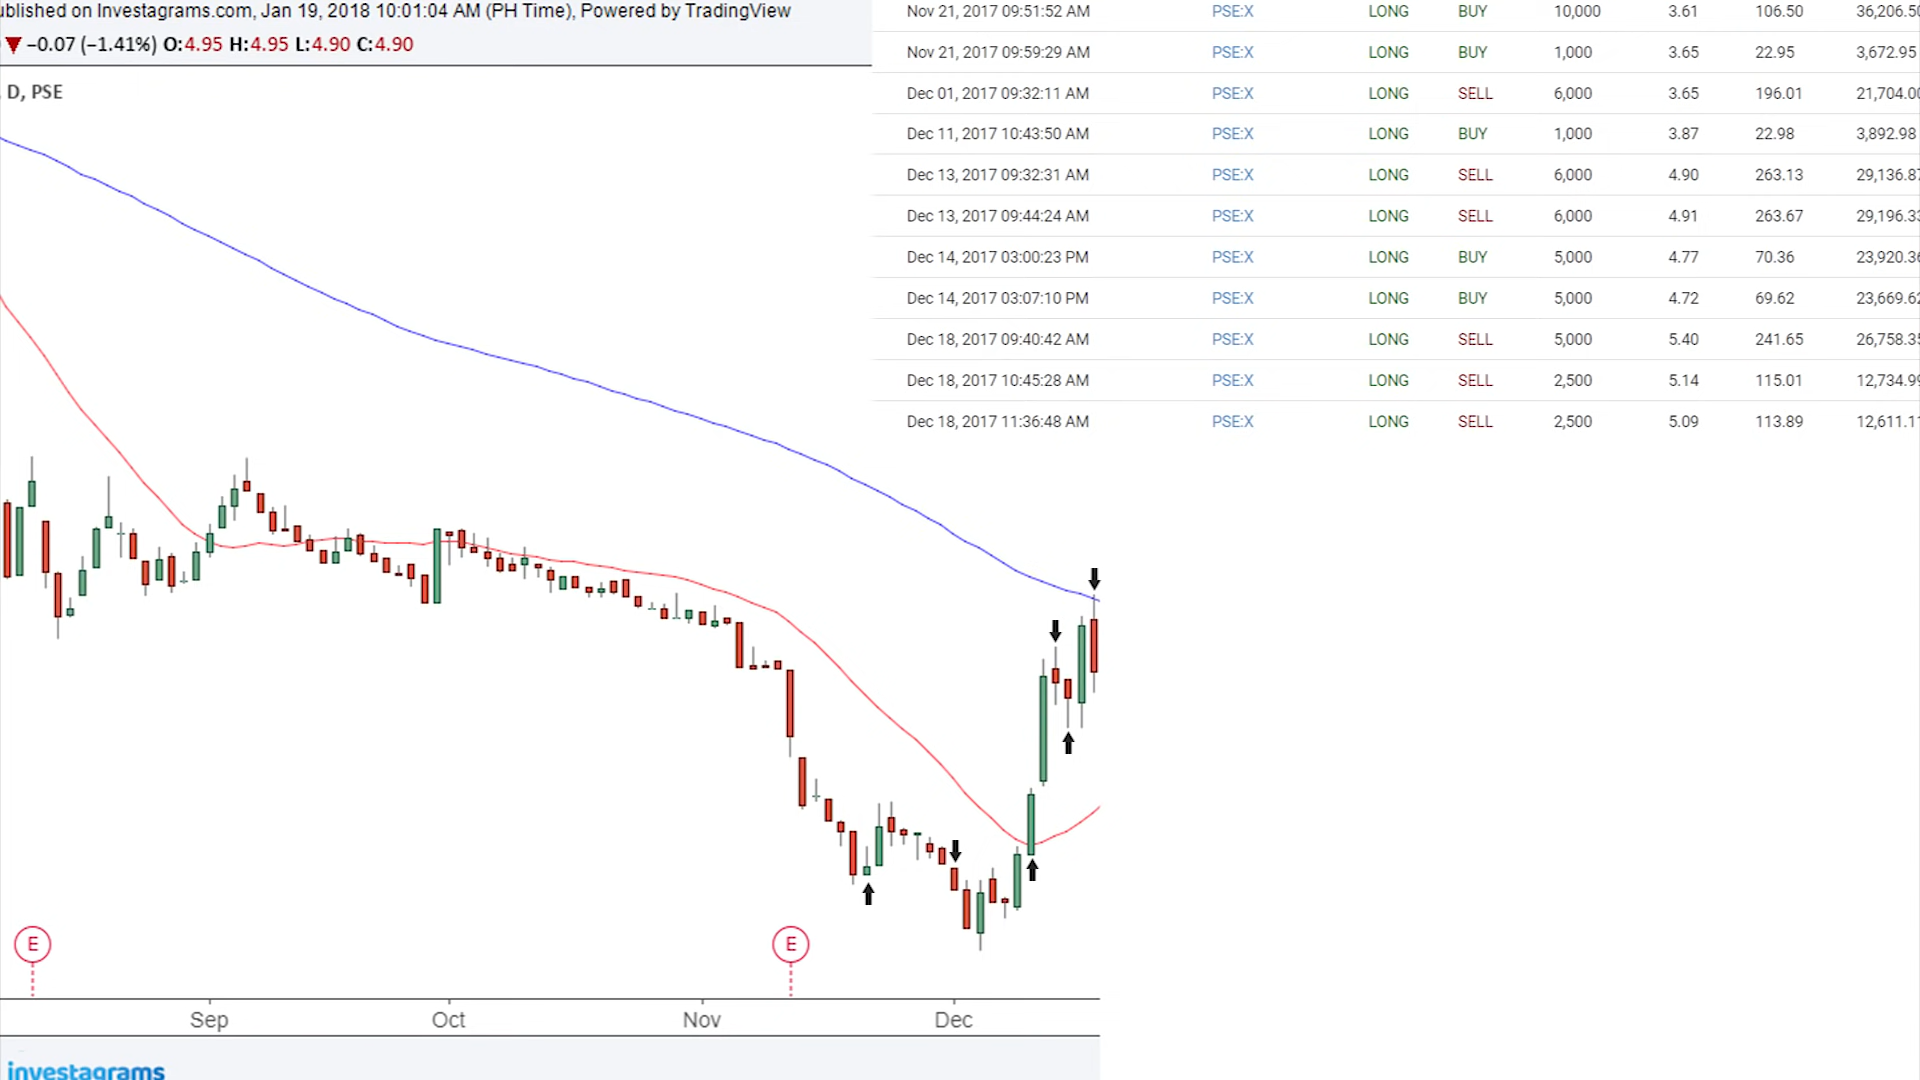 ublished on Investagrams.com, Jan 19, 2018 10:01:04 AM (PH Time), Powered by TradingView
▼−0.07 (−1.41%) O:4.95 H:4.95 L:4.90 C:4.90
, D, PSE
Nov 21, 2017 09:51:52 AM PSE:X LONG BUY 10,000 3.61 106.50 36,206.50
Nov 21, 2017 09:59:29 AM PSE:X LONG BUY 1,000 3.65 22.95 3,672.95
Dec 01, 2017 09:32:11 AM PSE:X LONG SELL 6,000 3.65 196.01 21,704.00
Dec 11, 2017 10:43:50 AM PSE:X LONG BUY 1,000 3.87 22.98 3,892.98
Dec 13, 2017 09:32:31 AM PSE:X LONG SELL 6,000 4.90 263.13 29,136.87
Dec 13, 2017 09:44:24 AM PSE:X LONG SELL 6,000 4.91 263.67 29,196.33
Dec 14, 2017 03:00:23 PM PSE:X LONG BUY 5,000 4.77 70.36 23,920.36
Dec 14, 2017 03:07:10 PM PSE:X LONG BUY 5,000 4.72 69.62 23,669.62
Dec 18, 2017 09:40:42 AM PSE:X LONG SELL 5,000 5.40 241.65 26,758.35
Dec 18, 2017 10:45:28 AM PSE:X LONG SELL 2,500 5.14 115.01 12,734.99
Dec 18, 2017 11:36:48 AM PSE:X LONG SELL 2,500 5.09 113.89 12,611.11
E E
Sep Oct Nov Dec
investagrams